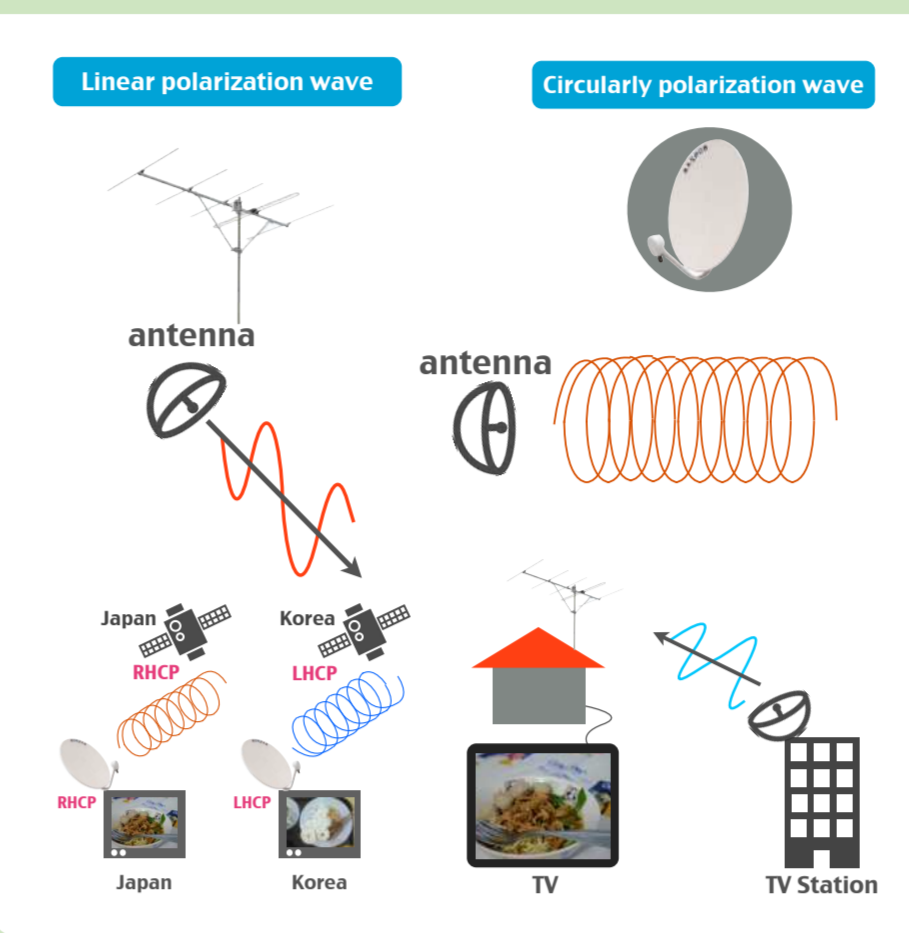 Linear polarization wave
Circularly polarization wave
antenna
antenna
Japan
Korea
RHCP
LHCP
RHCP
LHCP
Japan
Korea
TV
TV Station